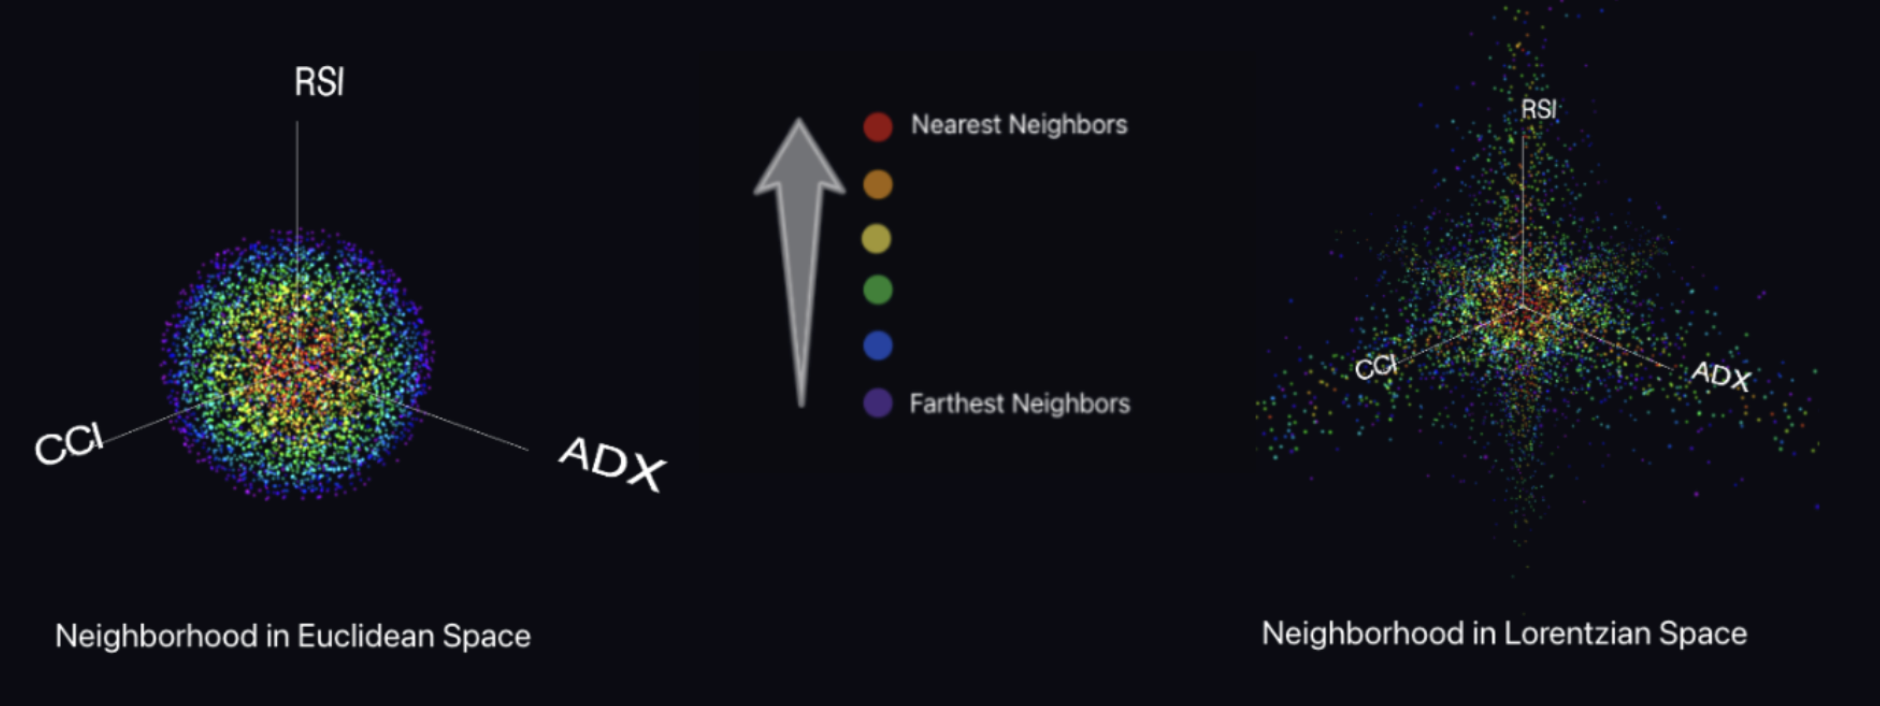 RSI
CCI
ADX
Neighborhood in Euclidean Space
Nearest Neighbors
Farthest Neighbors
RSI
CCI
ADX
Neighborhood in Lorentzian Space